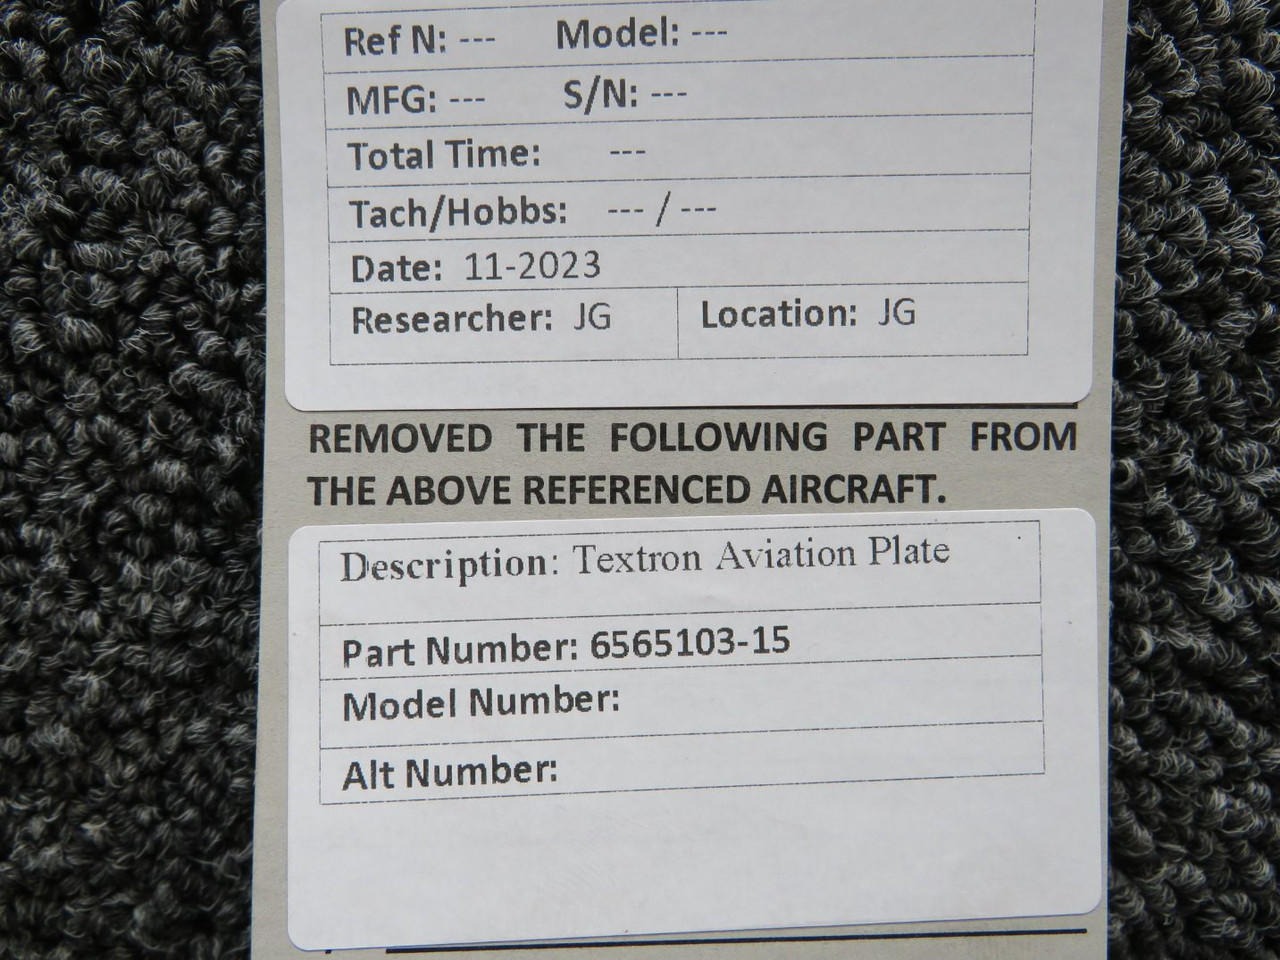 Ref N: --- Model: ---
MFG: --- S/N: ---
Total Time: ---
Tach/Hobbs: --- / ---
Date: 11-2023
Researcher: JG Location: JG
REMOVED THE FOLLOWING PART FROM
THE ABOVE REFERENCED AIRCRAFT.
Description: Textron Aviation Plate
Part Number: 6565103-15
Model Number:
Alt Number: